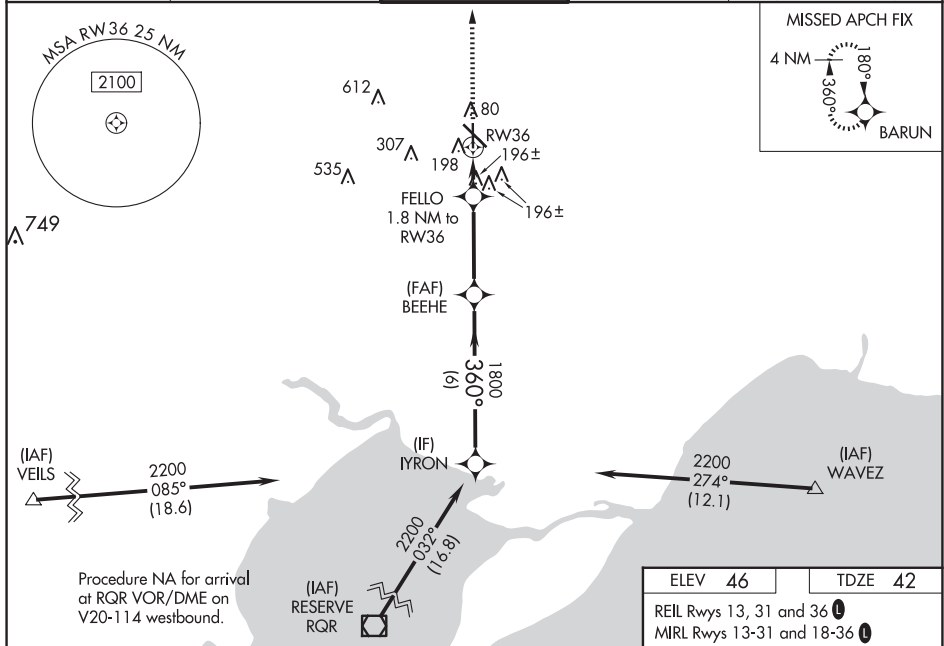 MSA RW36 25 NM
2100
MISSED APCH FIX
4 NM
180°
360°
BARUN
612
80
RW36
307
198
196±
535
FELLO
1.8 NM to
RW36
196±
749
(FAF)
BEEHE
1800
360°
(6)
(IF)
IYRON
(IAF)
VEILS
2200
085°
(18.6)
2200
274°
(12.1)
(IAF)
WAVEZ
2200
032°
(16.8)
Procedure NA for arrival
at RQR VOR/DME on
V20-114 westbound.
(IAF)
RESERVE
RQR
ELEV 46
TDZE 42
REIL Rwys 13, 31 and 36 L
MIRL Rwys 13-31 and 18-36 L